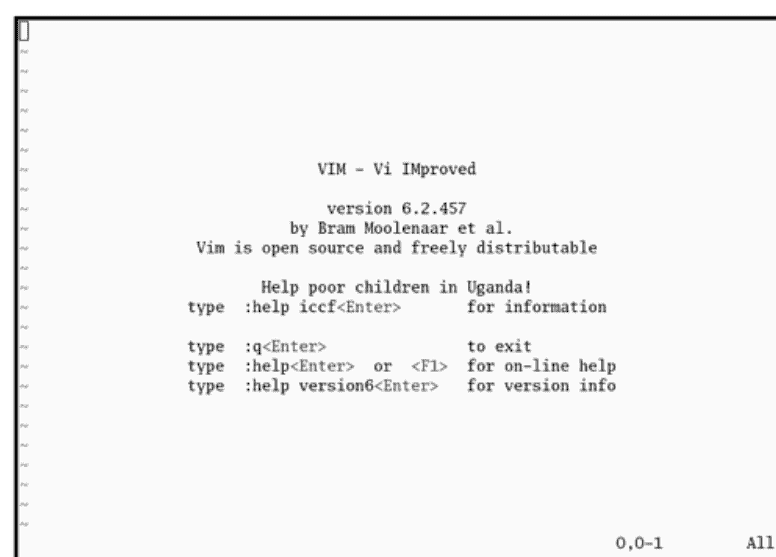 ~
~
~
~
~
~
~ VIM - Vi IMproved
~
~ version 6.2.457
~ by Bram Moolenaar et al.
~ Vim is open source and freely distributable
~
~ Help poor children in Uganda!
~ type :help iccf<Enter> for information
~
~ type :q<Enter> to exit
~ type :help<Enter> or <F1> for on-line help
~ type :help version6<Enter> for version info
~
~
~
~
~
~
~
0,0-1 All